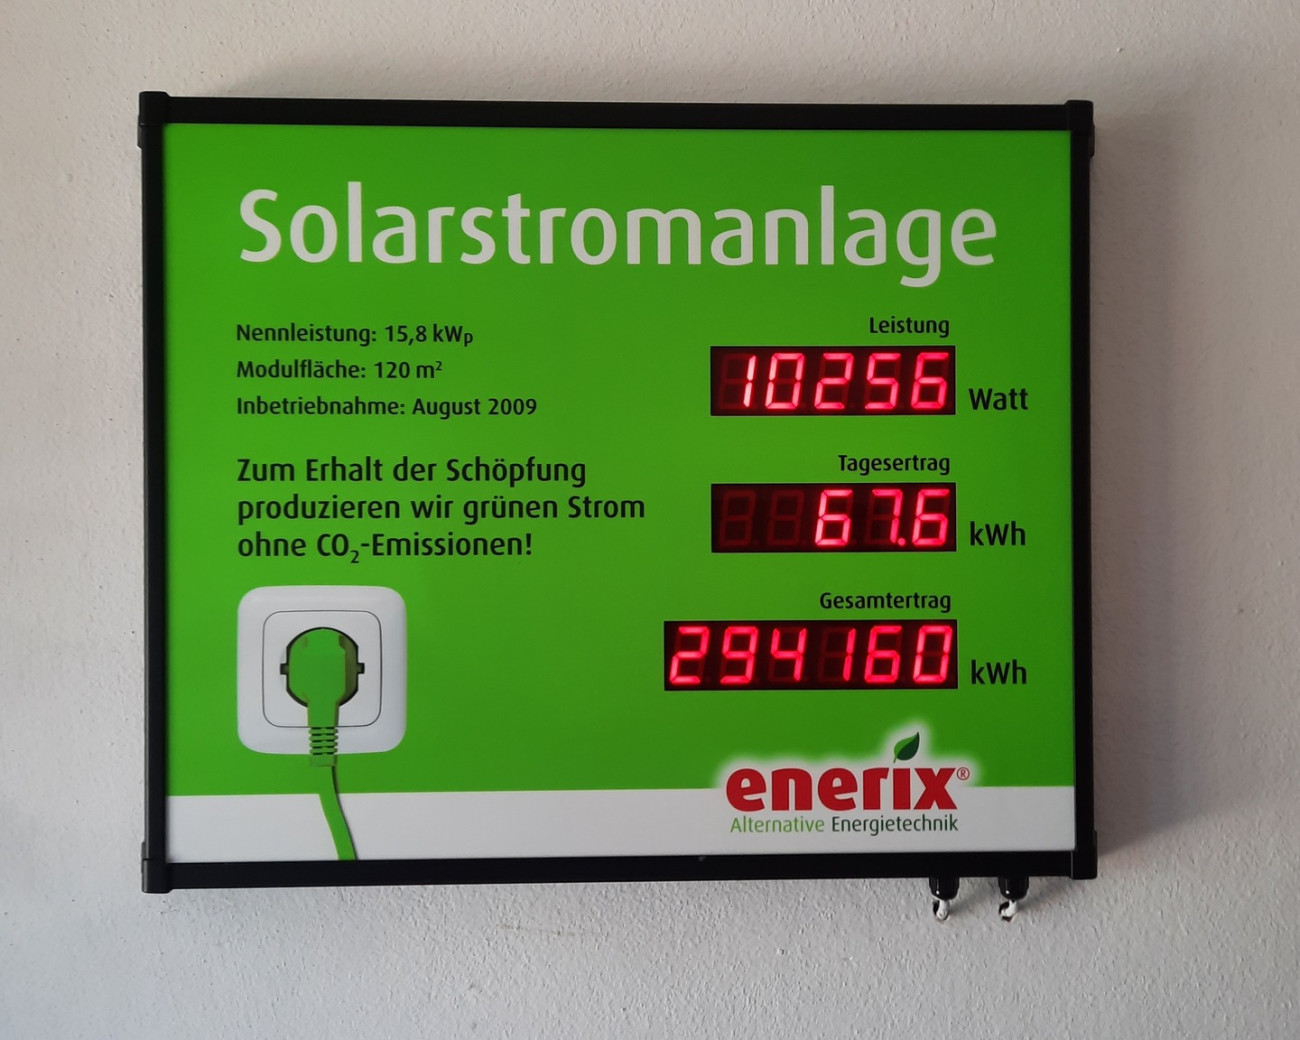 Solarstromanlage
Nennleistung: 15,8 kWp
Modulfläche: 120 m²
Inbetriebnahme: August 2009
Zum Erhalt der Schöpfung
produzieren wir grünen Strom
ohne CO₂-Emissionen!
Leistung
10256 Watt
Tagesertrag
67.6 kWh
Gesamtertrag
294160 kWh
enerix®
Alternative Energietechnik